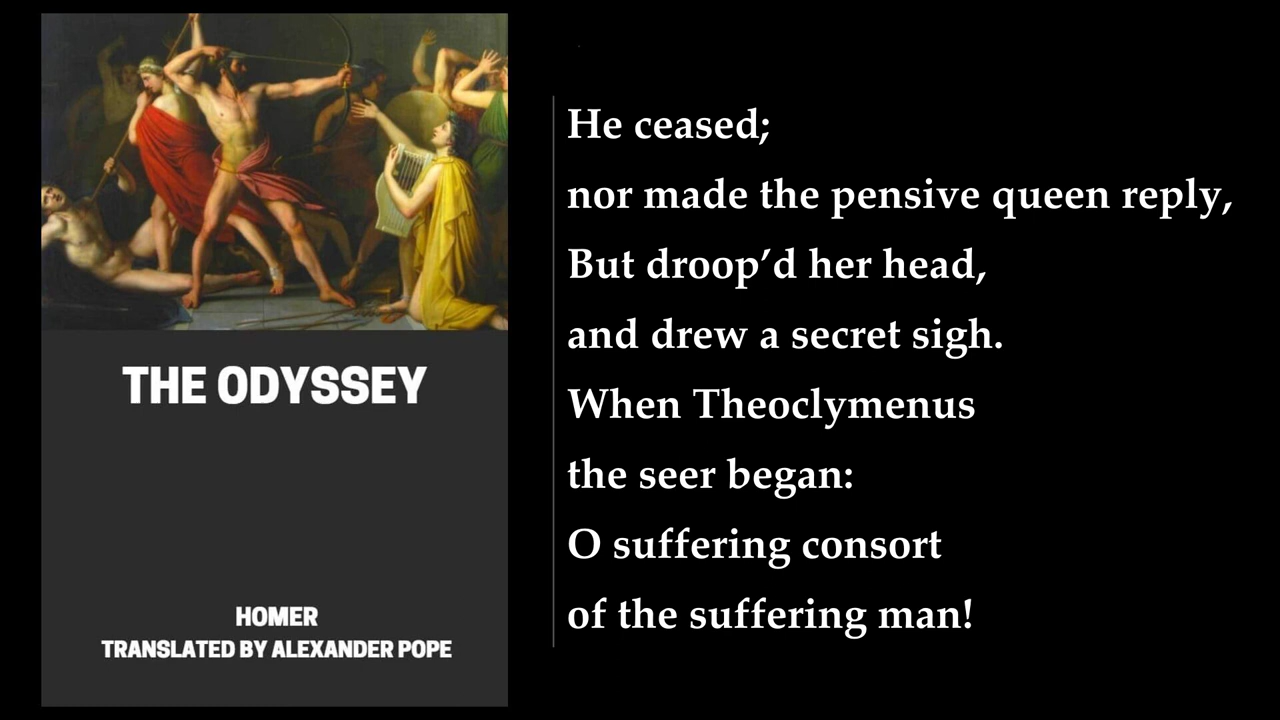 THE ODYSSEY
HOMER
TRANSLATED BY ALEXANDER POPE
He ceased;
nor made the pensive queen reply,
But droop’d her head,
and drew a secret sigh.
When Theoclymenus
the seer began:
O suffering consort
of the suffering man!